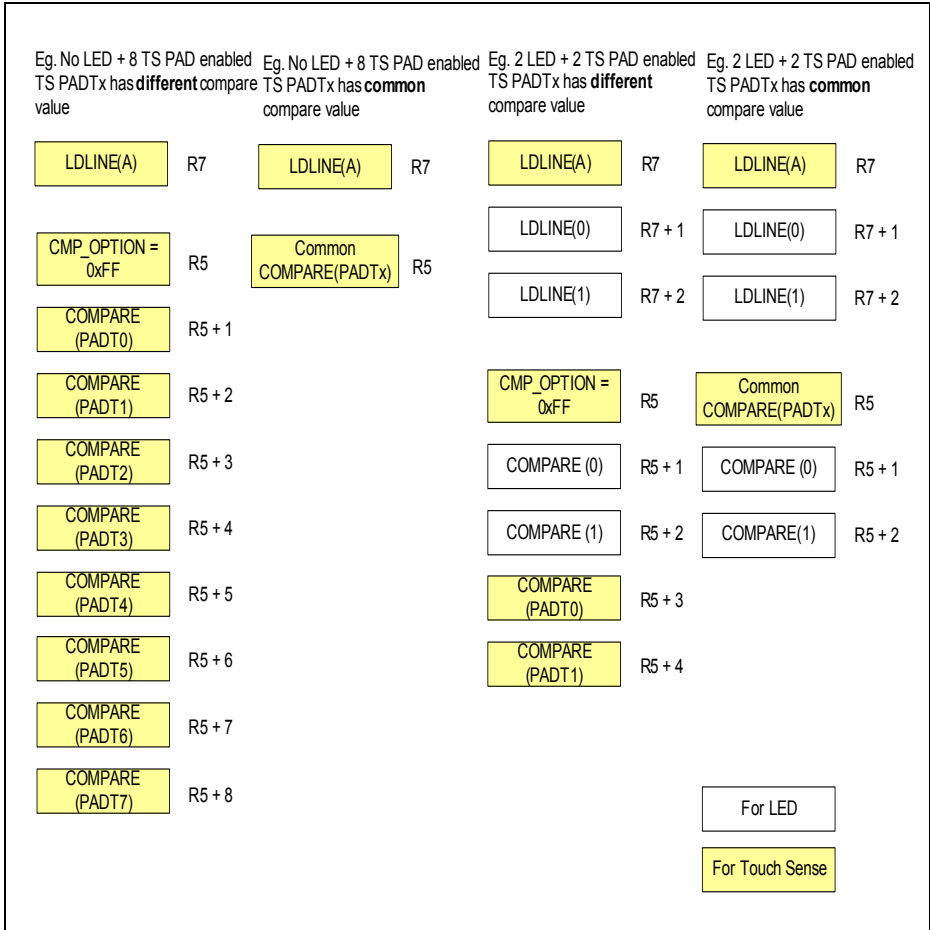 Eg. No LED + 8 TS PAD enabled
TS PADTx has different compare
value
LDLINE(A) R7
CMP_OPTION =
0xFF R5
COMPARE
(PADT0) R5 + 1
COMPARE
(PADT1) R5 + 2
COMPARE
(PADT2) R5 + 3
COMPARE
(PADT3) R5 + 4
COMPARE
(PADT4) R5 + 5
COMPARE
(PADT5) R5 + 6
COMPARE
(PADT6) R5 + 7
COMPARE
(PADT7) R5 + 8
Eg. No LED + 8 TS PAD enabled
TS PADTx has common
compare value
LDLINE(A) R7
Common
COMPARE(PADTx) R5
Eg. 2 LED + 2 TS PAD enabled
TS PADTx has different
compare value
LDLINE(A) R7
LDLINE(0) R7 + 1
LDLINE(1) R7 + 2
CMP_OPTION =
0xFF R5
COMPARE (0) R5 + 1
COMPARE (1) R5 + 2
COMPARE
(PADT0) R5 + 3
COMPARE
(PADT1) R5 + 4
Eg. 2 LED + 2 TS PAD enabled
TS PADTx has common
compare value
LDLINE(A) R7
LDLINE(0) R7 + 1
LDLINE(1) R7 + 2
Common
COMPARE(PADTx) R5
COMPARE (0) R5 + 1
COMPARE(1) R5 + 2
For LED
For Touch Sense